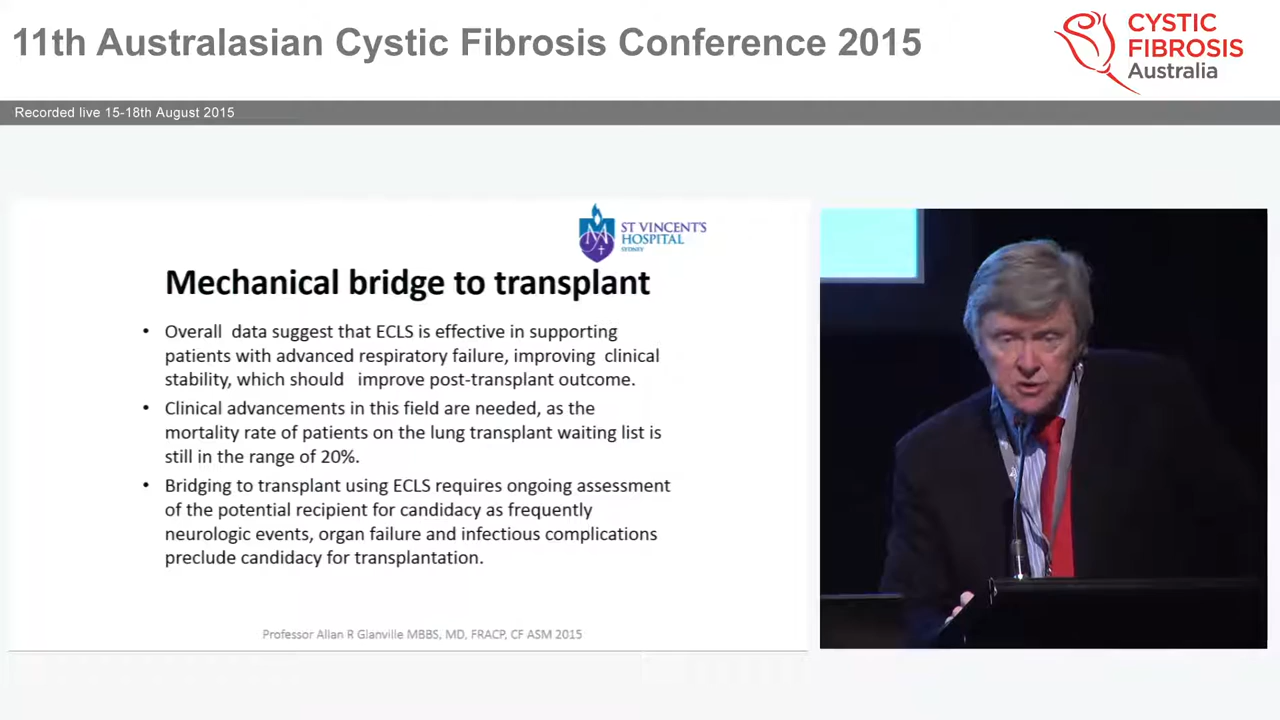 11th Australasian Cystic Fibrosis Conference 2015
CYSTIC
FIBROSIS
Australia
Recorded live 15-18th August 2015
ST VINCENT'S
HOSPITAL
SYDNEY
Mechanical bridge to transplant
• Overall data suggest that ECLS is effective in supporting
patients with advanced respiratory failure, improving clinical
stability, which should improve post-transplant outcome.
• Clinical advancements in this field are needed, as the
mortality rate of patients on the lung transplant waiting list is
still in the range of 20%.
• Bridging to transplant using ECLS requires ongoing assessment
of the potential recipient for candidacy as frequently
neurologic events, organ failure and infectious complications
preclude candidacy for transplantation.
Professor Allan R Glanville MBBS, MD, FRACP, CF ASM 2015